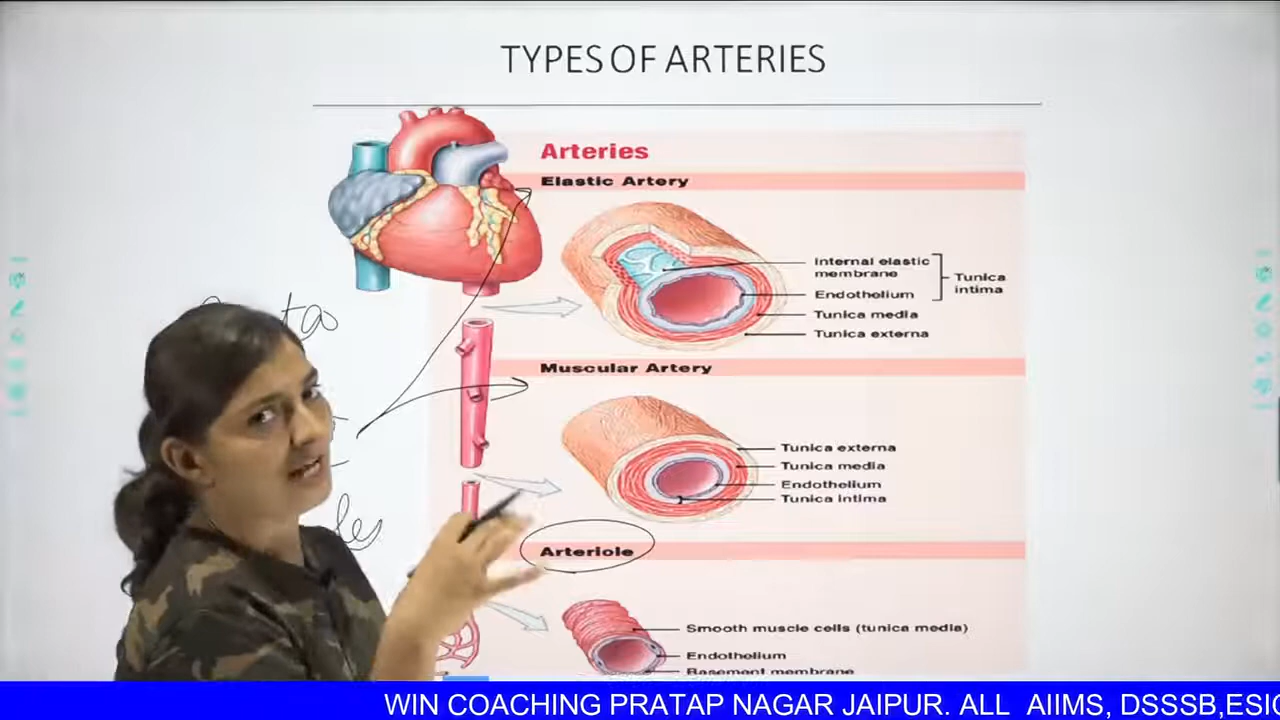 TYPES OF ARTERIES
Arteries
Elastic Artery
Internal elastic
membrane
Endothelium
Tunica
intima
Tunica media
Tunica externa
Muscular Artery
Tunica externa
Tunica media
Endothelium
Tunica intima
Arteriole
Smooth muscle cells (tunica media)
Endothelium
Basement membrane
WIN COACHING PRATAP NAGAR JAIPUR. ALL AIIMS, DSSSB,ESIC